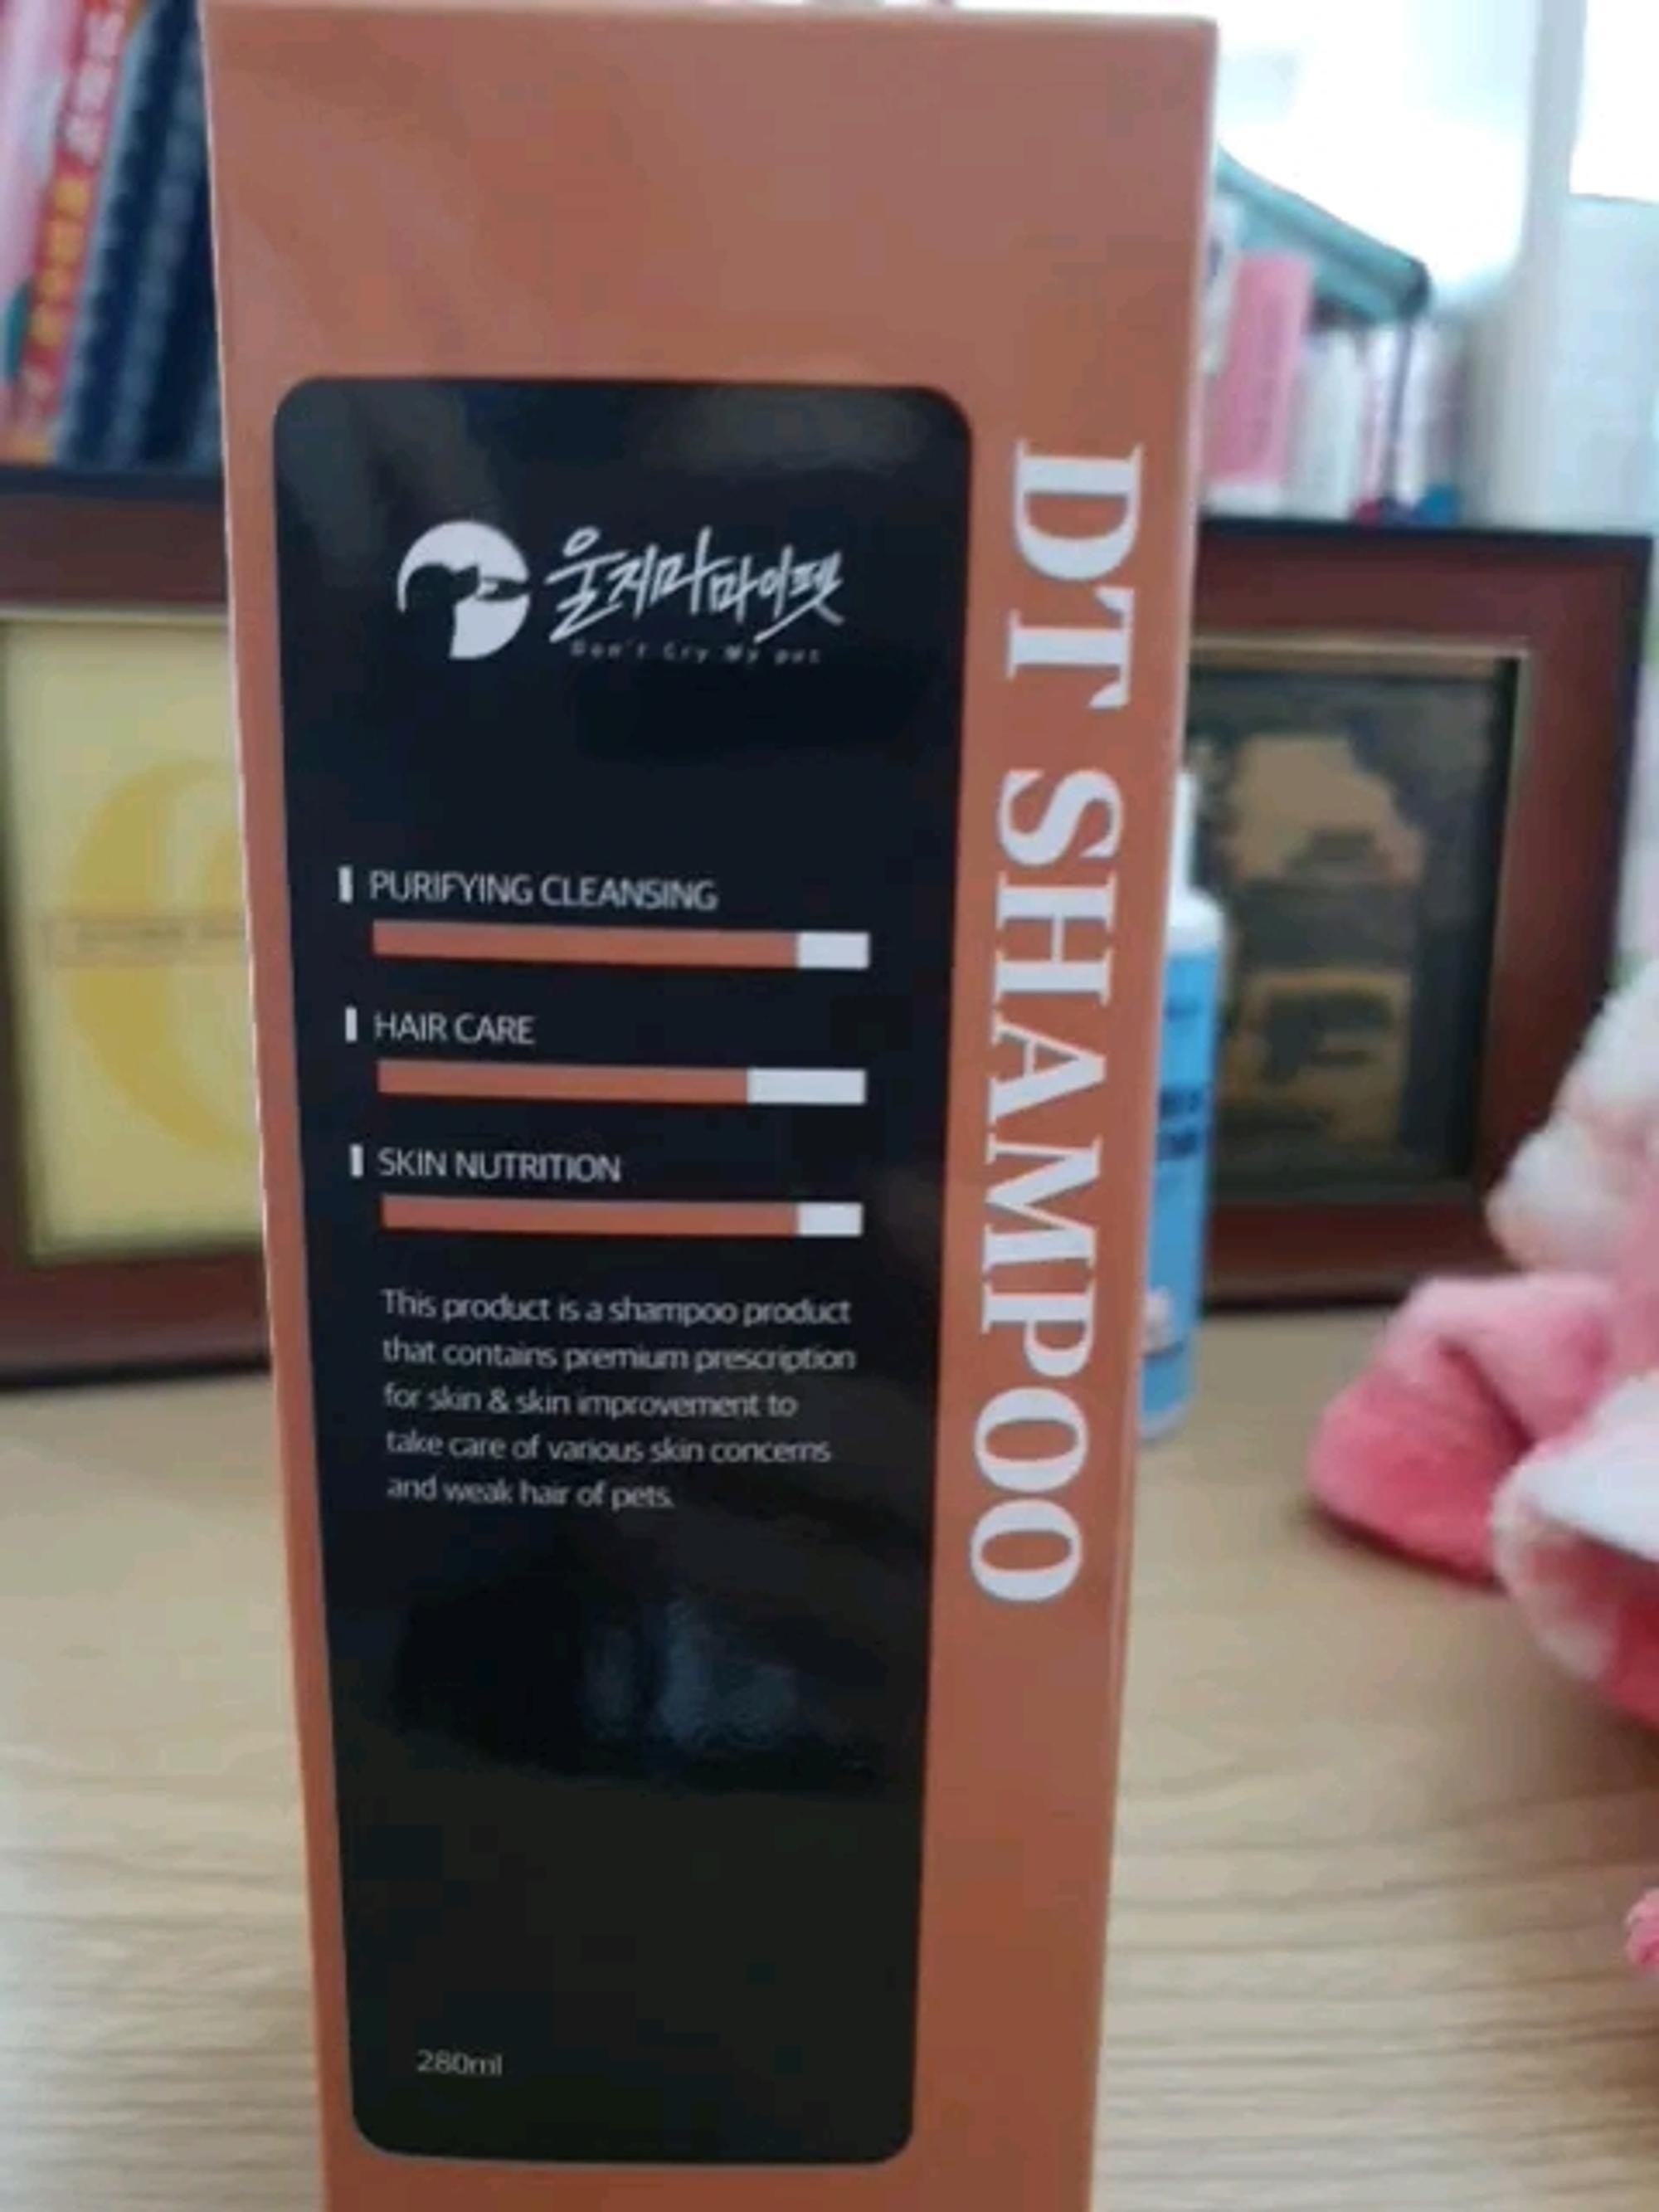 울지마마이펫
Don't Cry My pet
PURIFYING CLEANSING
HAIR CARE
SKIN NUTRITION
This product is a shampoo product
that contains premium prescription
for skin & skin improvement to
take care of various skin concerns
and weak hair of pets.
280ml
DT SHAMPOO